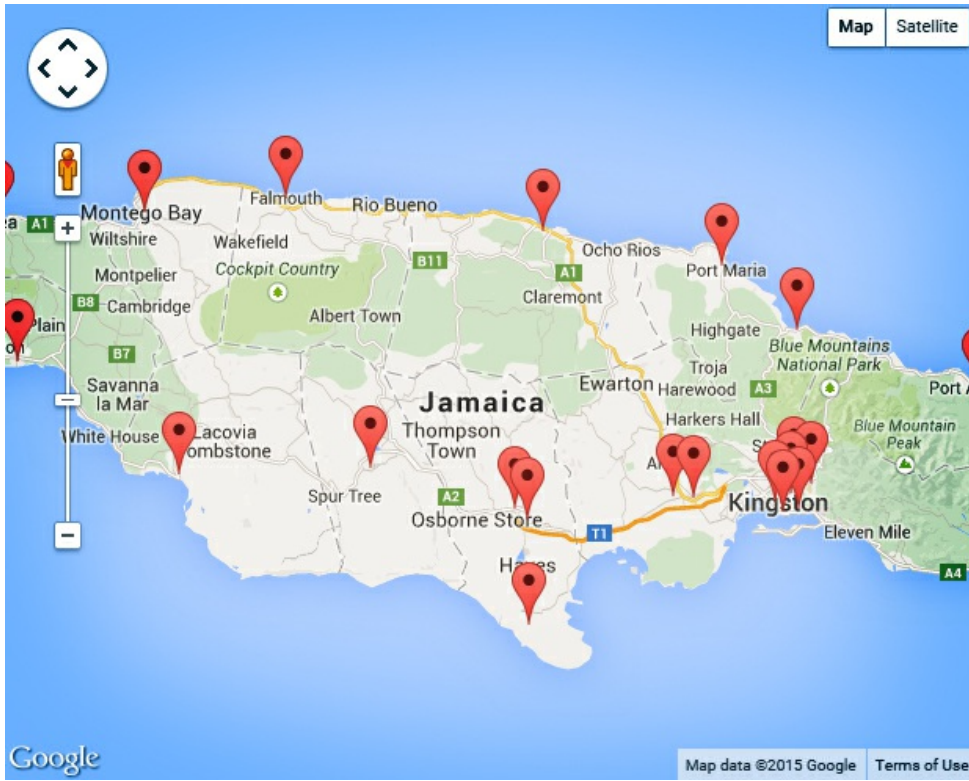 Map
Satellite
Falmouth
Rio Bueno
Montego Bay
A1
Wiltshire
Wakefield
Ocho Rios
Cockpit Country
B11
Port Maria
Montpelier
A1
B8
Cambridge
Claremont
Albert Town
Plain
Highgate
B7
Blue Mountains
National Park
Troja
Savanna
la Mar
Ewarton
Harewood
A3
Jamaica
Harkers Hall
White House
Lacovia
Thompson
Town
Blue Mountain
Peak
Spur Tree
A2
Osborne Store
Kingston
T1
Eleven Mile
A4
Google
Map data ©2015 Google
Terms of Use